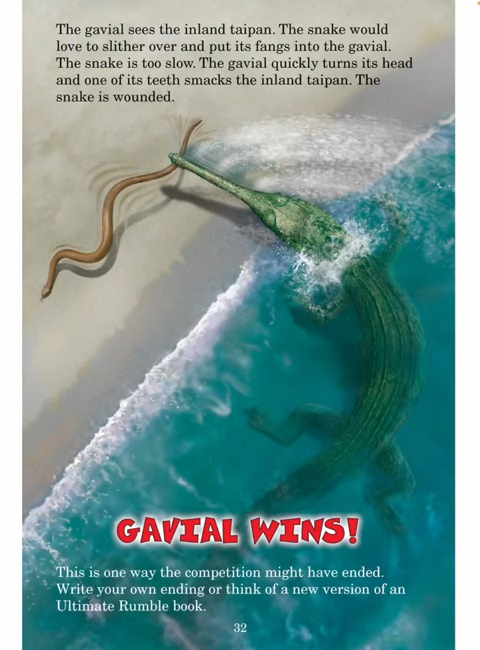 The gavial sees the inland taipan. The snake would
love to slither over and put its fangs into the gavial.
The snake is too slow. The gavial quickly turns its head
and one of its teeth smacks the inland taipan. The
snake is wounded.
GAVIAL WINS!
This is one way the competition might have ended.
Write your own ending or think of a new version of an
Ultimate Rumble book.
32